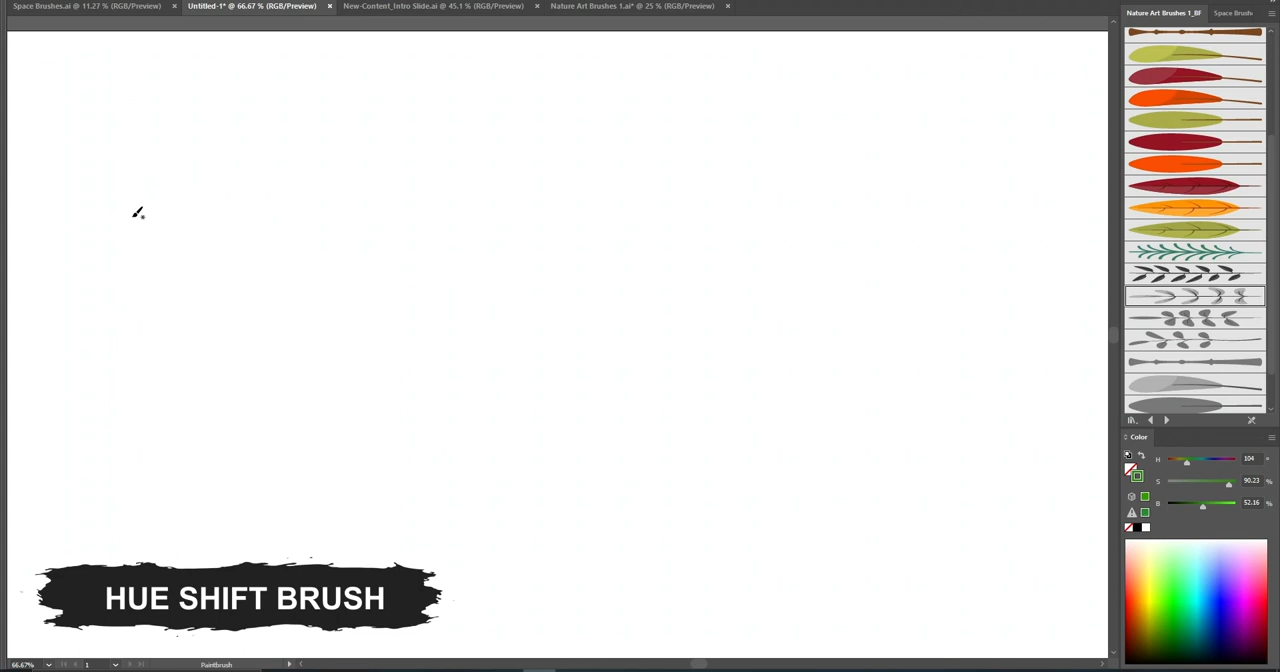 Space Brushes.ai @ 11.27 % (RGB/Preview) × Untitled-1* @ 66.67 % (RGB/Preview) × New-Content_Intro Slide.ai @ 45.1 % (RGB/Preview) × Nature Art Brushes 1.ai* @ 25 % (RGB/Preview) ×
Nature Art Brushes 1_BF Space Brush
Color
H 104 °
S 90.23 %
B 52.16 %
HUE SHIFT BRUSH
66.67% 1 Paintbrush